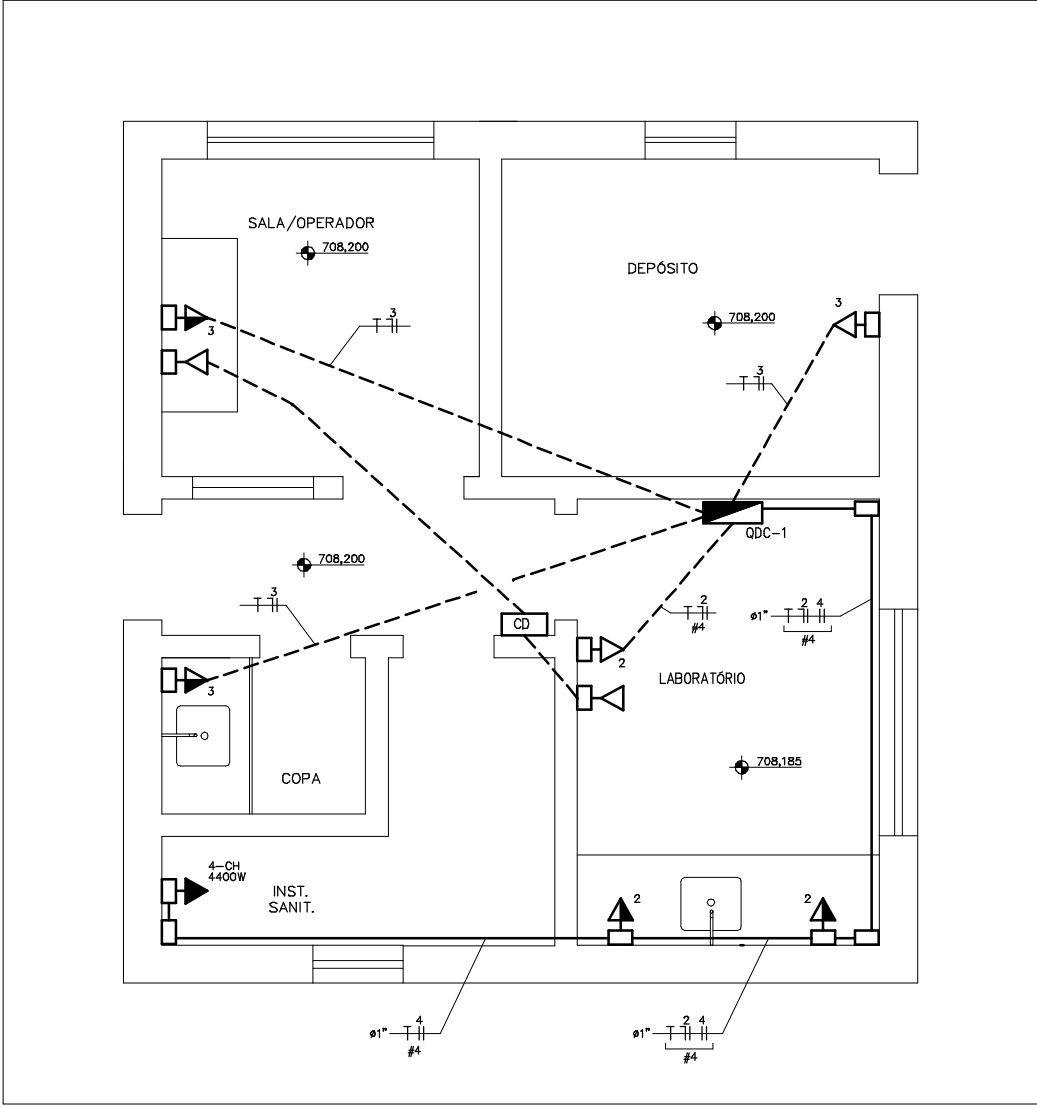 SALA/OPERADOR
708,200
DEPÓSITO
708,200
3
3
3
3
3
QDC-1
708,200
3
2
#4
ø1"
2 4
#4
CD
2
LABORATÓRIO
3
708,185
COPA
4-CH
4400W
INST.
SANIT.
2
2
ø1"
4
#4
ø1"
2 4
#4